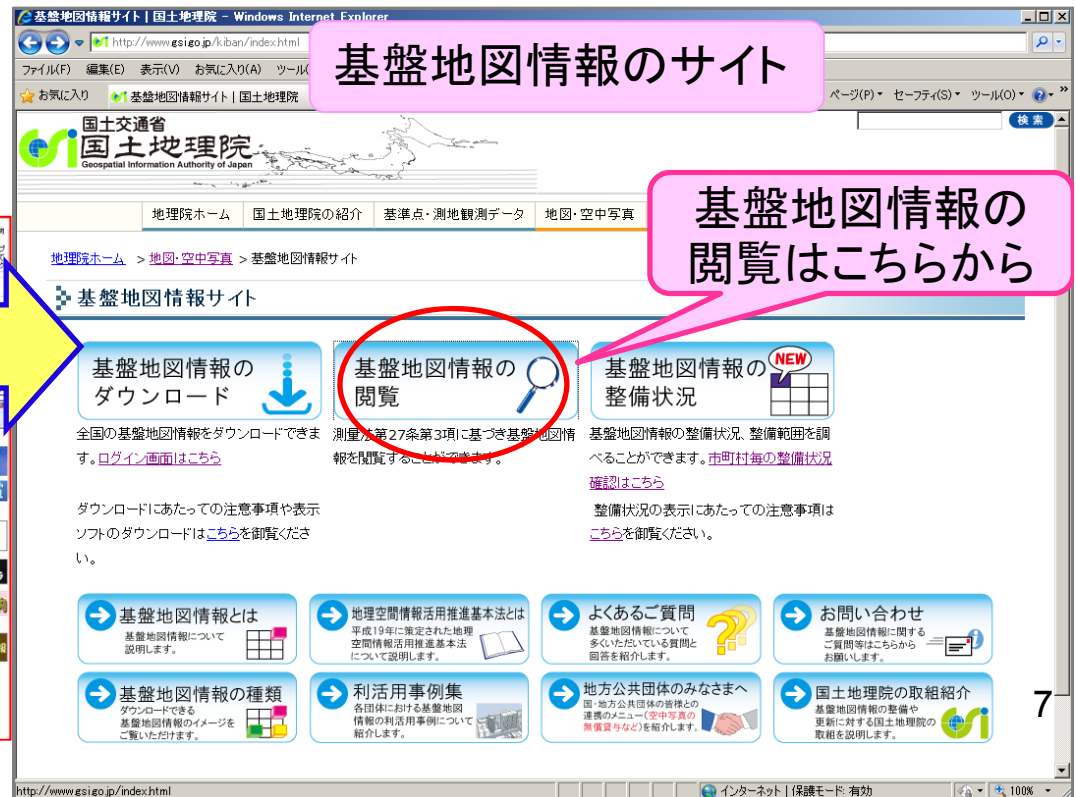 基盤地図情報サイト | 国土地理院 - Windows Internet Explorer
http://www.gsi.go.jp/kiban/index.html
基盤地図情報のサイト
ファイル(F) 編集(E) 表示(V) お気に入り(A)
お気に入り 基盤地図情報サイト | 国土地理院
ページ(P) セーフティ(S) ツール(O)
国土交通省
国土地理院
Geospatial Information Authority of Japan
検索
地理院ホーム 国土地理院の紹介 基準点・測地観測データ 地図・空中写真
基盤地図情報の
閲覧はこちらから
地理院ホーム > 地図・空中写真 > 基盤地図情報サイト
基盤地図情報サイト
基盤地図情報の
ダウンロード
基盤地図情報の
閲覧
基盤地図情報の
整備状況
NEW
全国の基盤地図情報をダウンロードできま
す。ログイン画面はこちら
ダウンロードにあたっての注意事項や表示
ソフトのダウンロードはこちらを御覧くださ
い。
測量法第27条第3項に基づき基盤地図情
報を閲覧することができます。
基盤地図情報の整備状況、整備範囲を調
べることができます。市町村毎の整備状況
確認はこちら
整備状況の表示にあたっての注意事項は
こちらを御覧ください。
基盤地図情報とは
基盤地図情報について
説明します。
地理空間情報活用推進基本法とは
平成19年に策定された地理
空間情報活用推進基本法
について説明します。
よくあるご質問
基盤地図情報について
多くいただいている質問と
回答を紹介します。
お問い合わせ
基盤地図情報に関する
ご質問等はこちらから
お願いします。
基盤地図情報の種類
ダウンロードできる
基盤地図情報のイメージを
ご覧いただけます。
利活用事例集
各団体における基盤地図
情報の利活用事例について
紹介します。
地方公共団体のみなさまへ
国・地方公共団体の皆様との
連携のメニュー(空中写真の
無償貸与など)を紹介します。
国土地理院の取組紹介
基盤地図情報の整備や
更新に対する国土地理院の
取組を説明します。
7
http://www.gsi.go.jp/index.html
インターネット | 保護モード: 有効
100%